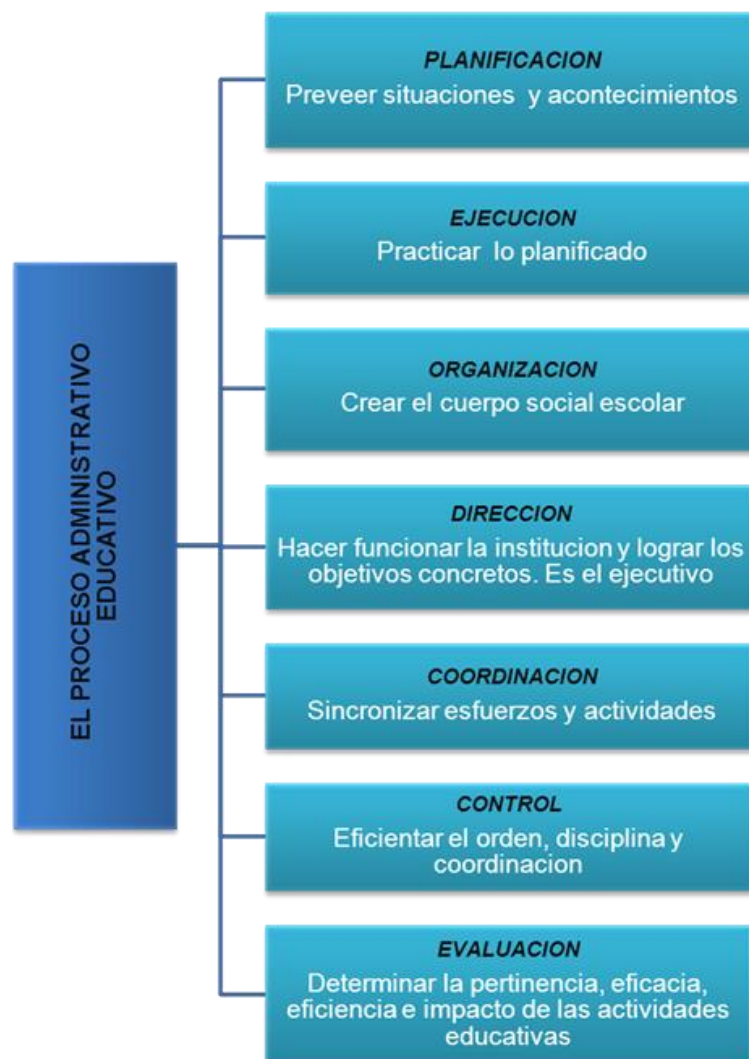 EL PROCESO ADMINISTRATIVO
EDUCATIVO
PLANIFICACION
Preveer situaciones y acontecimientos
EJECUCION
Practicar lo planificado
ORGANIZACION
Crear el cuerpo social escolar
DIRECCION
Hacer funcionar la institucion y lograr los
objetivos concretos. Es el ejecutivo
COORDINACION
Sincronizar esfuerzos y actividades
CONTROL
Eficientar el orden, disciplina y
coordinacion
EVALUACION
Determinar la pertinencia, eficacia,
eficiencia e impacto de las actividades
educativas